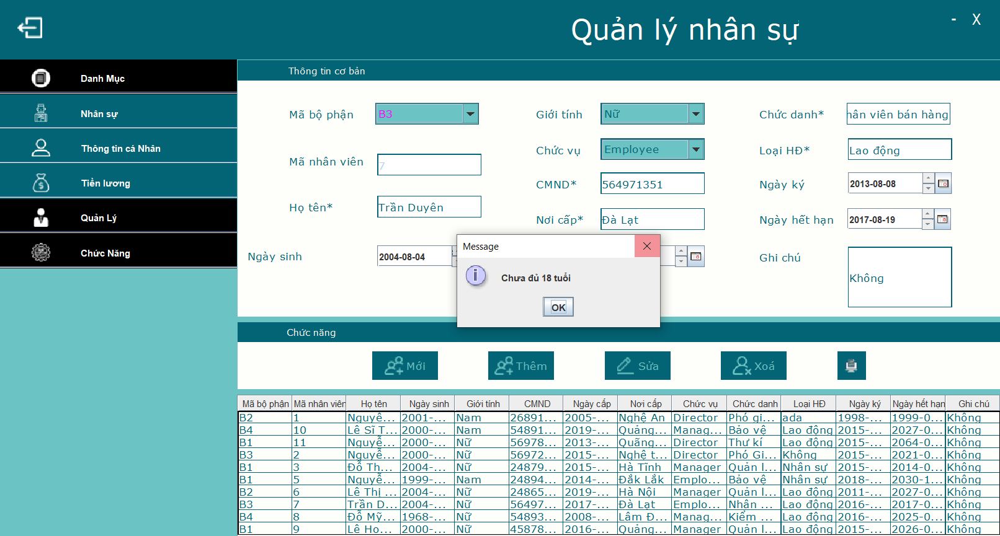 Quản lý nhân sự
- X
Danh Mục
Nhân sự
Thông tin cá Nhân
Tiền lương
Quản Lý
Chức Năng
Thông tin cơ bản
Mã bộ phận B3
Mã nhân viên 7
Họ tên* Trần Duyên
Ngày sinh 2004-08-04
Giới tính Nữ
Chức vụ Employee
CMND* 564971351
Nơi cấp* Đà Lạt
Chức danh* hân viên bán hàng
Loại HĐ* Lao động
Ngày ký 2013-08-08
Ngày hết hạn 2017-08-19
Ghi chú Không
Message
Chưa đủ 18 tuổi
OK
Chức năng
Mới Thêm Sửa Xoá
Mã bộ phận Mã nhân viên Họ tên Ngày sinh Giới tính CMND Ngày cấp Nơi cấp Chức vụ Chức danh Loại HĐ Ngày ký Ngày hết hạn Ghi chú
B2 1 Nguyễ... 2001-... Nam 26891... 2005-... Nghệ An Director Phó gi... ada 1998-... 1999-0... Không
B4 10 Lê Sĩ T... 2000-... Nam 54891... 2019-... Quảng... Manag... Bảo vệ Lao động 2015-... 2027-0... Không
B1 11 Nguyễ... 2000-... Nữ 56978... 2013-... Quãng... Director Thư kí Lao động 2015-... 2064-0... Không
B3 2 Nguyễ... 2000-... Nữ 56972... 2015-... Nghệ t... Director Phó Gi... Không 2015-... 2021-0... Không
B1 3 Đỗ Th... 2004-... Nữ 24879... 2015-... Hà Tĩnh Manager Quản l... Nhân sự 2015-... 2014-0... Không
B1 5 Nguyễ... 1999-... Nam 24894... 2014-... Đắk Lắk Emplo... Bảo vệ Nhân sự 2018-... 2030-1... Không
B2 6 Lê Thị ... 2004-... Nữ 24865... 2019-... Hà Nội Manager Quản l... Lao động 2011-... 2027-0... Không
B3 7 Trần D... 2004-... Nữ 56497... 2017-... Đà Lạt Emplo... Nhân ... Lao động 2016-... 2017-0... Không
B4 8 Đỗ Mỹ... 1968-... Nữ 54893... 2008-... Lâm Đ... Manag... Kiểm ... Lao động 2016-... 2025-0... Không
B1 9 Lê Ho... 2000-... Nữ 45878... 2016-... Quảng... Manager Quản l... Lao động 2015-... 2026-0... Không